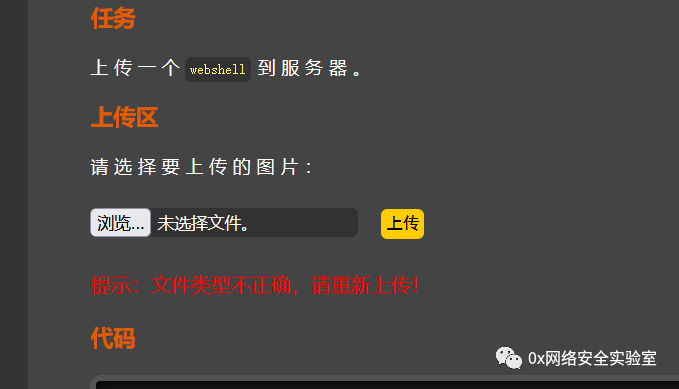 任务
上传一个 webshell 到服务器。
上传区
请选择要上传的图片：
浏览... 未选择文件。 上传
提示：文件类型不正确，请重新上传！
代码
0x网络安全实验室